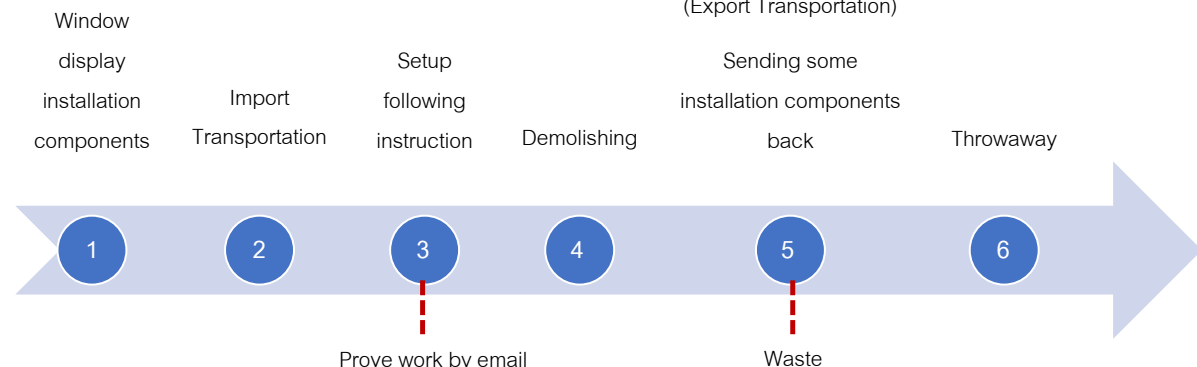 Window
display
installation
components
Import
Transportation
Setup
following
instruction
Demolishing
(Export Transportation)
Sending some
installation components
back
Throwaway
1
2
3
4
5
6
Prove work by email
Waste